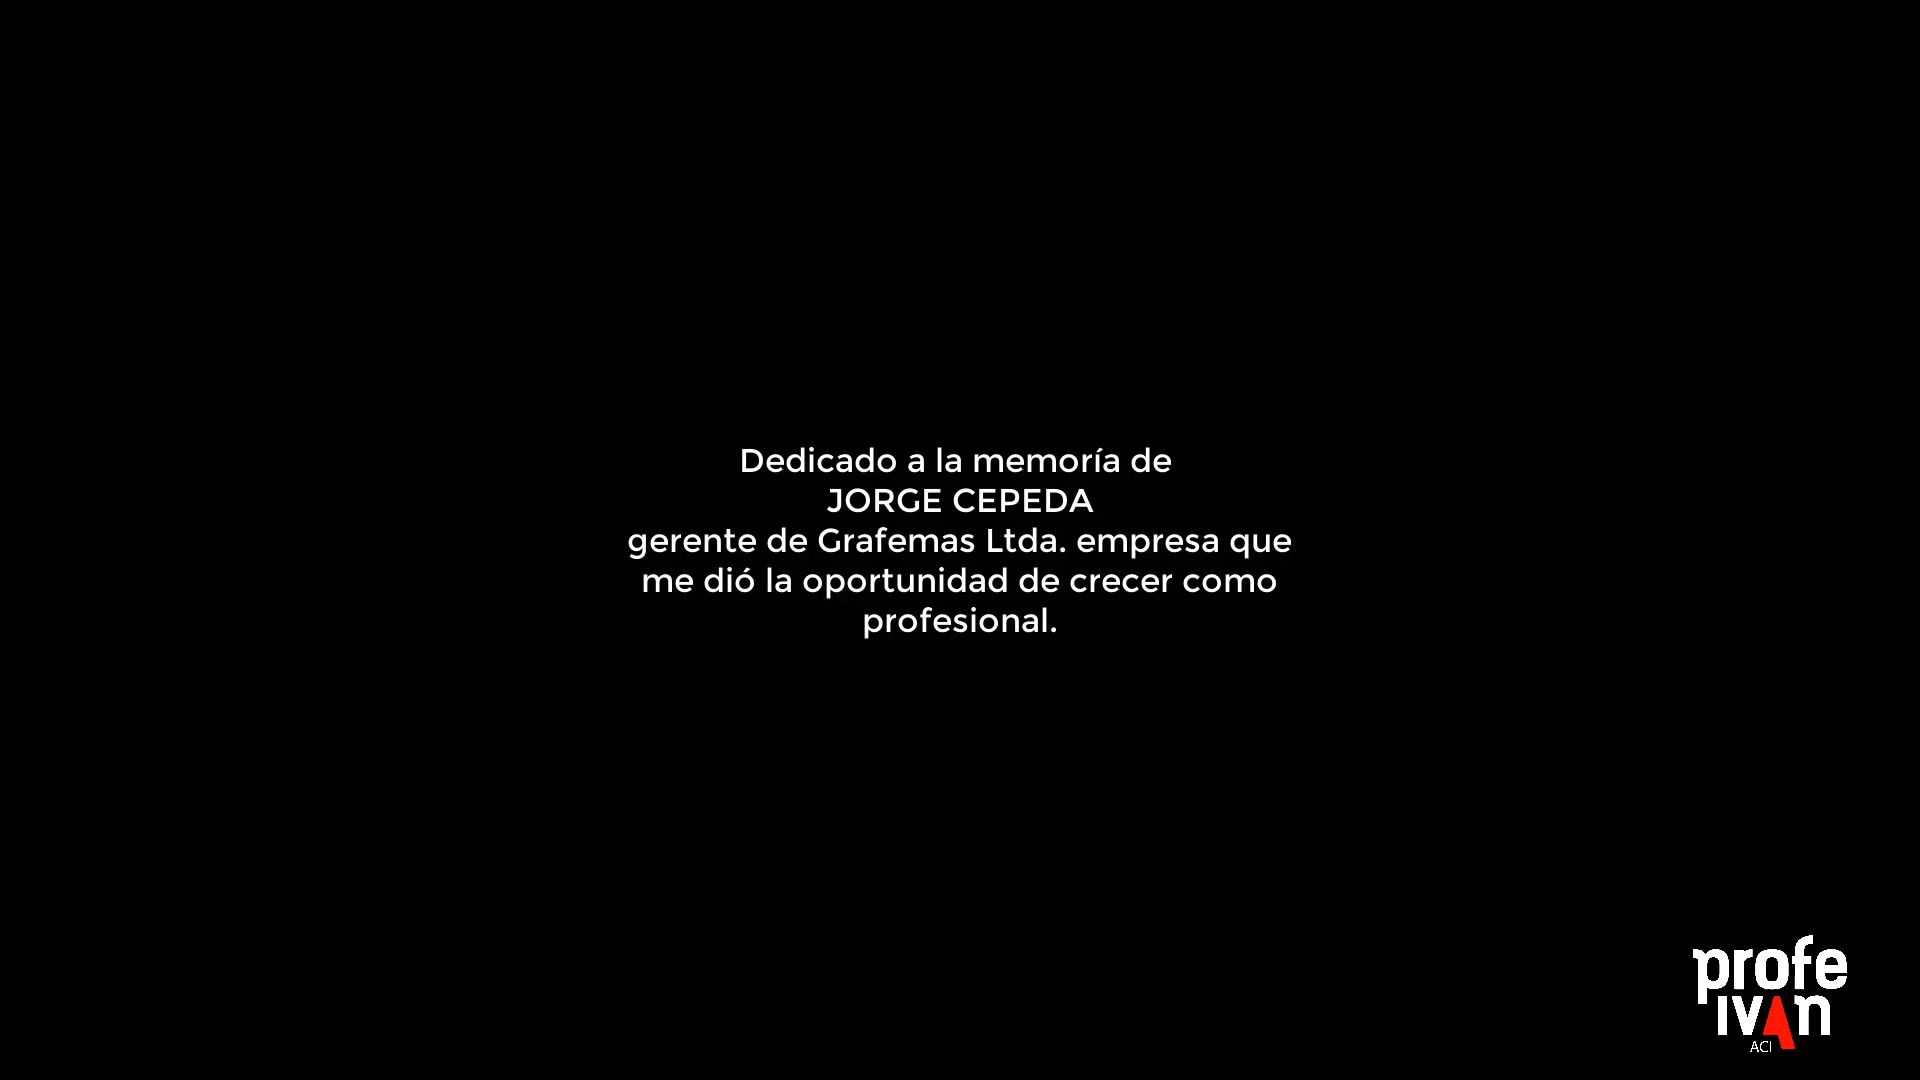 Dedicado a la memoría de
JORGE CEPEDA
gerente de Grafemas Ltda. empresa que
me dió la oportunidad de crecer como
profesional.
profe
ivan
ACI